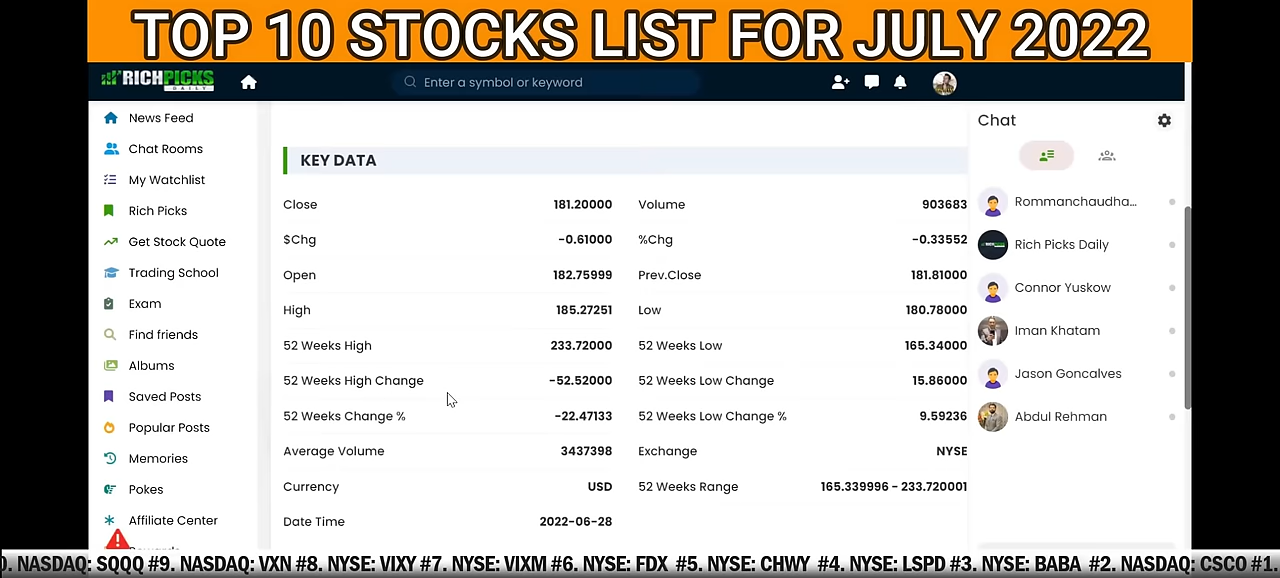 TOP 10 STOCKS LIST FOR JULY 2022
RICHPICKS
DAILY
Enter a symbol or keyword
News Feed
Chat Rooms
My Watchlist
Rich Picks
Get Stock Quote
Trading School
Exam
Find friends
Albums
Saved Posts
Popular Posts
Memories
Pokes
Affiliate Center
KEY DATA
Close 181.20000 Volume 903683
$Chg -0.61000 %Chg -0.33552
Open 182.75999 Prev.Close 181.81000
High 185.27251 Low 180.78000
52 Weeks High 233.72000 52 Weeks Low 165.34000
52 Weeks High Change -52.52000 52 Weeks Low Change 15.86000
52 Weeks Change % -22.47133 52 Weeks Low Change % 9.59236
Average Volume 3437398 Exchange NYSE
Currency USD 52 Weeks Range 165.339996 - 233.720001
Date Time 2022-06-28
Chat
Rommanchaudha...
Rich Picks Daily
Connor Yuskow
Iman Khatam
Jason Goncalves
Abdul Rehman
0. NASDAQ: SQQQ #9. NASDAQ: VXN #8. NYSE: VIXY #7. NYSE: VIXM #6. NYSE: FDX #5. NYSE: CHWY #4. NYSE: LSPD #3. NYSE: BABA #2. NASDAQ: CSCO #1.